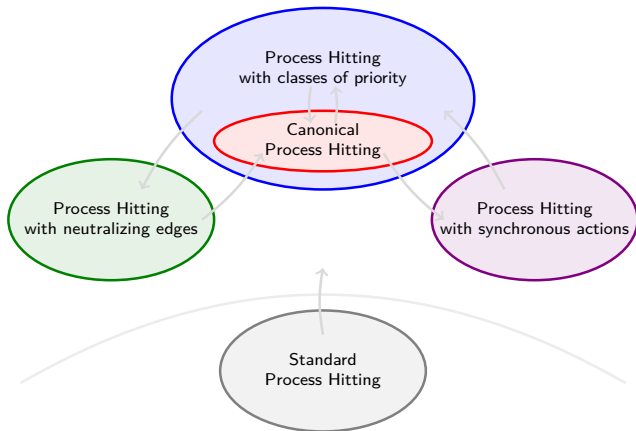 Process Hitting
with classes of priority
Canonical
Process Hitting
Process Hitting
with neutralizing edges
Process Hitting
with synchronous actions
Standard
Process Hitting